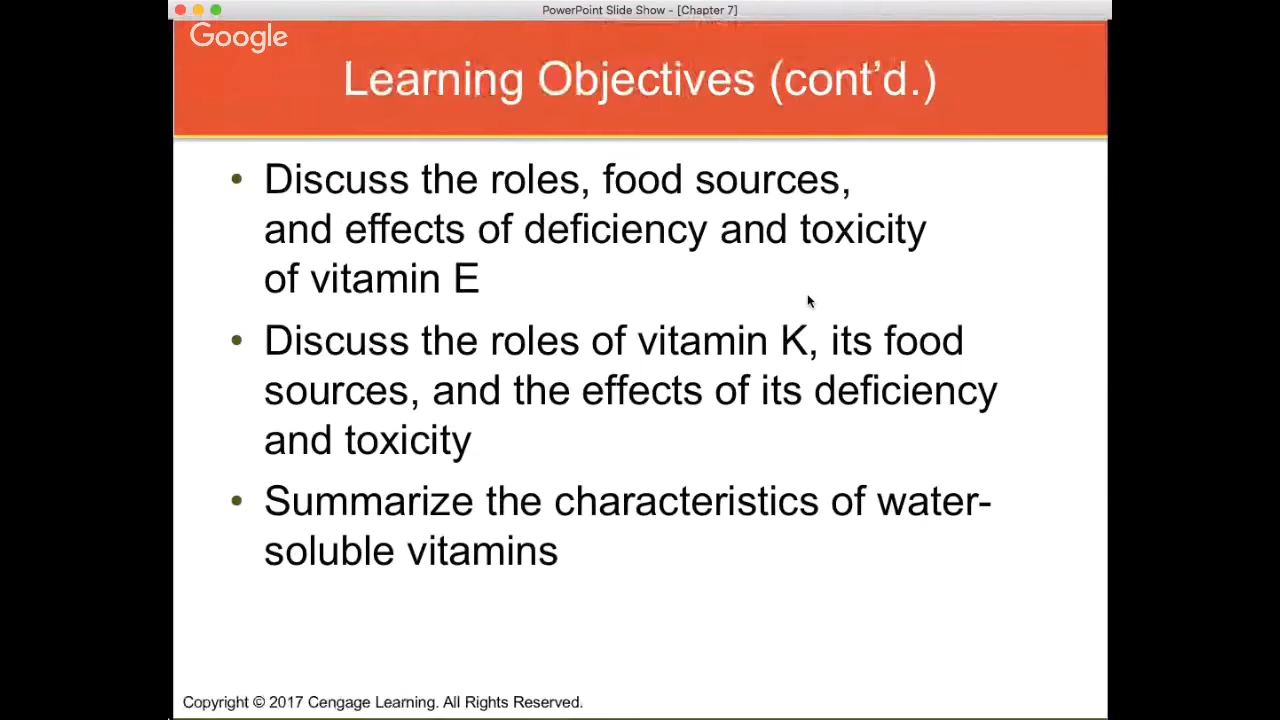 PowerPoint Slide Show - [Chapter 7]
Google
Learning Objectives (cont’d.)
• Discuss the roles, food sources,
and effects of deficiency and toxicity
of vitamin E
• Discuss the roles of vitamin K, its food
sources, and the effects of its deficiency
and toxicity
• Summarize the characteristics of water-
soluble vitamins
Copyright © 2017 Cengage Learning. All Rights Reserved.